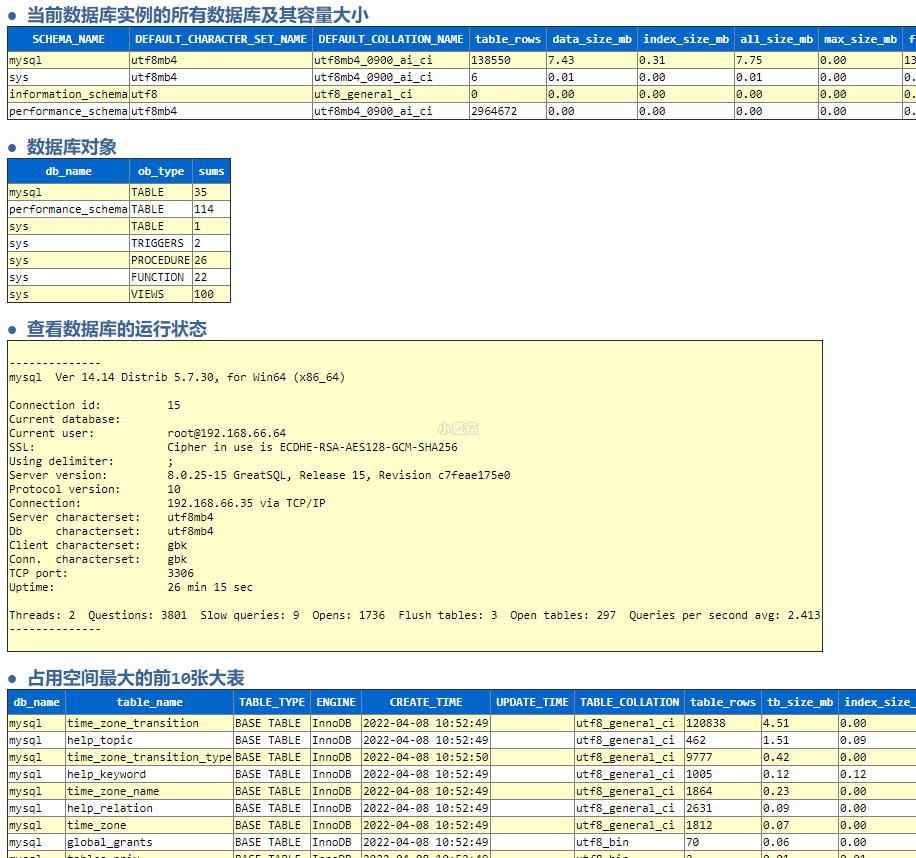 ● 当前数据库实例的所有数据库及其容量大小
SCHEMA_NAME DEFAULT_CHARACTER_SET_NAME DEFAULT_COLLATION_NAME table_rows data_size_mb index_size_mb all_size_mb max_size_mb f
mysql utf8mb4 utf8mb4_0900_ai_ci 138550 7.43 0.31 7.75 0.00 13
sys utf8mb4 utf8mb4_0900_ai_ci 6 0.01 0.00 0.01 0.00 0.
information_schema utf8 utf8_general_ci 0 0.00 0.00 0.00 0.00 0.
performance_schema utf8mb4 utf8mb4_0900_ai_ci 2964672 0.00 0.00 0.00 0.00 0.
● 数据库对象
db_name ob_type sums
mysql TABLE 35
performance_schema TABLE 114
sys TABLE 1
sys TRIGGERS 2
sys PROCEDURE 26
sys FUNCTION 22
sys VIEWS 100
● 查看数据库的运行状态
--------------
mysql  Ver 14.14 Distrib 5.7.30, for Win64 (x86_64)
Connection id: 15
Current database:
Current user: root@192.168.66.64
SSL: Cipher in use is ECDHE-RSA-AES128-GCM-SHA256
Using delimiter: ;
Server version: 8.0.25-15 GreatSQL, Release 15, Revision c7feae175e0
Protocol version: 10
Connection: 192.168.66.35 via TCP/IP
Server characterset: utf8mb4
Db     characterset: utf8mb4
Client characterset: gbk
Conn.  characterset: gbk
TCP port: 3306
Uptime: 26 min 15 sec
Threads: 2  Questions: 3801  Slow queries: 9  Opens: 1736  Flush tables: 3  Open tables: 297  Queries per second avg: 2.413
--------------
● 占用空间最大的前10张大表
db_name table_name TABLE_TYPE ENGINE CREATE_TIME UPDATE_TIME TABLE_COLLATION table_rows tb_size_mb index_size_
mysql time_zone_transition BASE TABLE InnoDB 2022-04-08 10:52:49 utf8_general_ci 120838 4.51 0.00
mysql help_topic BASE TABLE InnoDB 2022-04-08 10:52:49 utf8_general_ci 462 1.51 0.09
mysql time_zone_transition_type BASE TABLE InnoDB 2022-04-08 10:52:50 utf8_general_ci 9777 0.42 0.00
mysql help_keyword BASE TABLE InnoDB 2022-04-08 10:52:49 utf8_general_ci 1005 0.12 0.12
mysql time_zone_name BASE TABLE InnoDB 2022-04-08 10:52:49 utf8_general_ci 1864 0.23 0.00
mysql help_relation BASE TABLE InnoDB 2022-04-08 10:52:49 utf8_general_ci 2631 0.09 0.00
mysql time_zone BASE TABLE InnoDB 2022-04-08 10:52:49 utf8_general_ci 1812 0.07 0.00
mysql global_grants BASE TABLE InnoDB 2022-04-08 10:52:49 utf8_bin 70 0.06 0.00